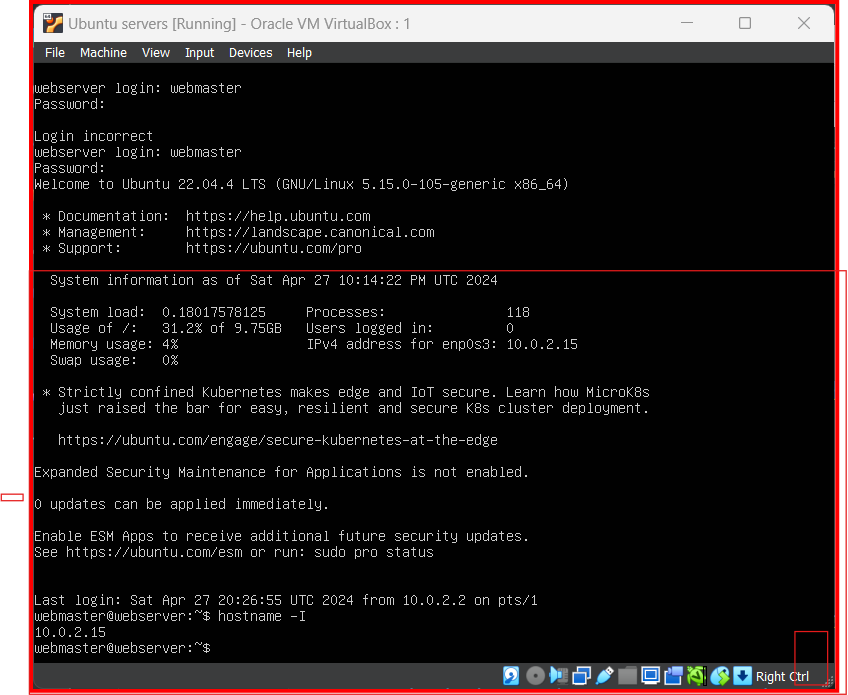 Ubuntu servers [Running] - Oracle VM VirtualBox : 1
File Machine View Input Devices Help
webserver login: webmaster
Password:
Login incorrect
webserver login: webmaster
Password:
Welcome to Ubuntu 22.04.4 LTS (GNU/Linux 5.15.0-105-generic x86_64)
* Documentation: https://help.ubuntu.com
* Management: https://landscape.canonical.com
* Support: https://ubuntu.com/pro
System information as of Sat Apr 27 10:14:22 PM UTC 2024
System load: 0.18017578125 Processes: 118
Usage of /: 31.2% of 9.75GB Users logged in: 0
Memory usage: 4% IPv4 address for enp0s3: 10.0.2.15
Swap usage: 0%
* Strictly confined Kubernetes makes edge and IoT secure. Learn how MicroK8s
just raised the bar for easy, resilient and secure K8s cluster deployment.
https://ubuntu.com/engage/secure-kubernetes-at-the-edge
Expanded Security Maintenance for Applications is not enabled.
0 updates can be applied immediately.
Enable ESM Apps to receive additional future security updates.
See https://ubuntu.com/esm or run: sudo pro status
Last login: Sat Apr 27 20:26:55 UTC 2024 from 10.0.2.2 on pts/1
webmaster@webserver:~$ hostname -I
10.0.2.15
webmaster@webserver:~$
Right Ctrl